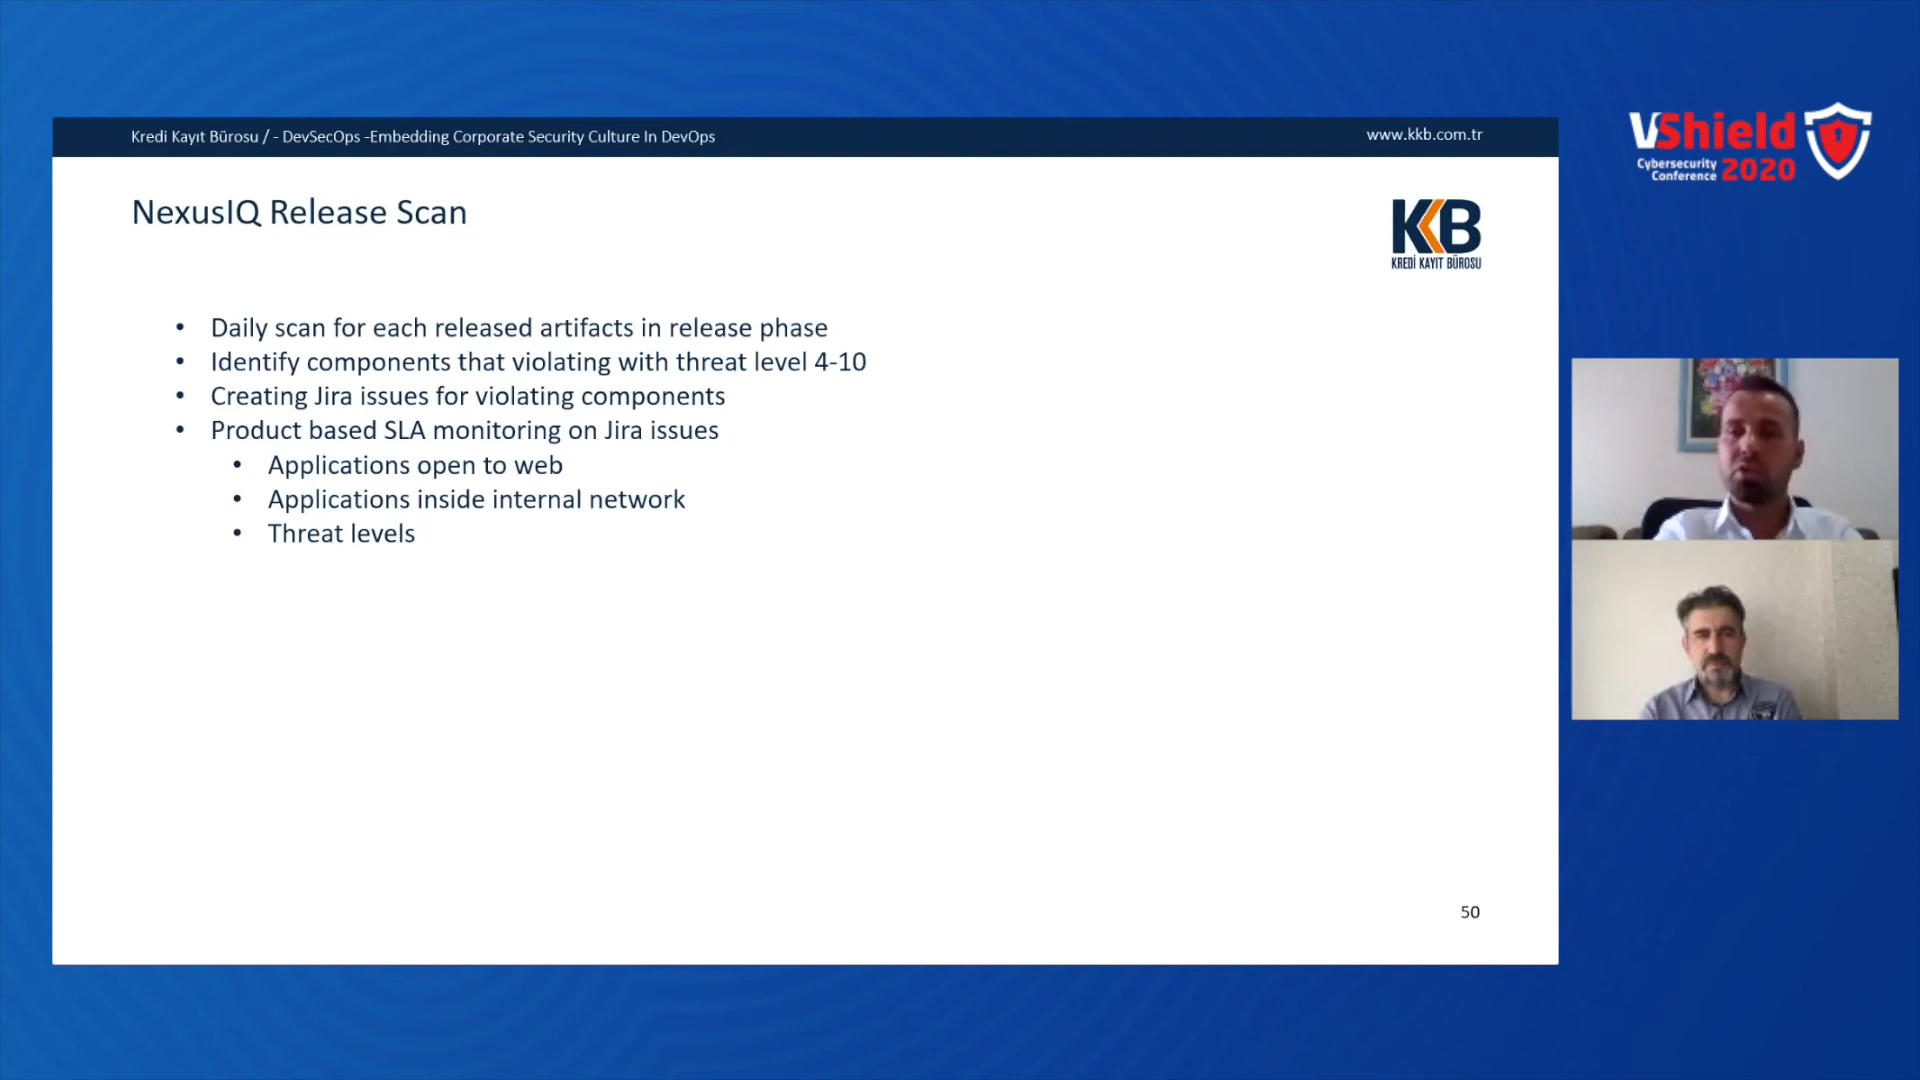 Kredi Kayıt Bürosu / - DevSecOps -Embedding Corporate Security Culture In DevOps
www.kkb.com.tr
VShield
Cybersecurity
Conference 2020
NexusIQ Release Scan
KKB
KREDİ KAYIT BÜROSU
• Daily scan for each released artifacts in release phase
• Identify components that violating with threat level 4-10
• Creating Jira issues for violating components
• Product based SLA monitoring on Jira issues
• Applications open to web
• Applications inside internal network
• Threat levels
50